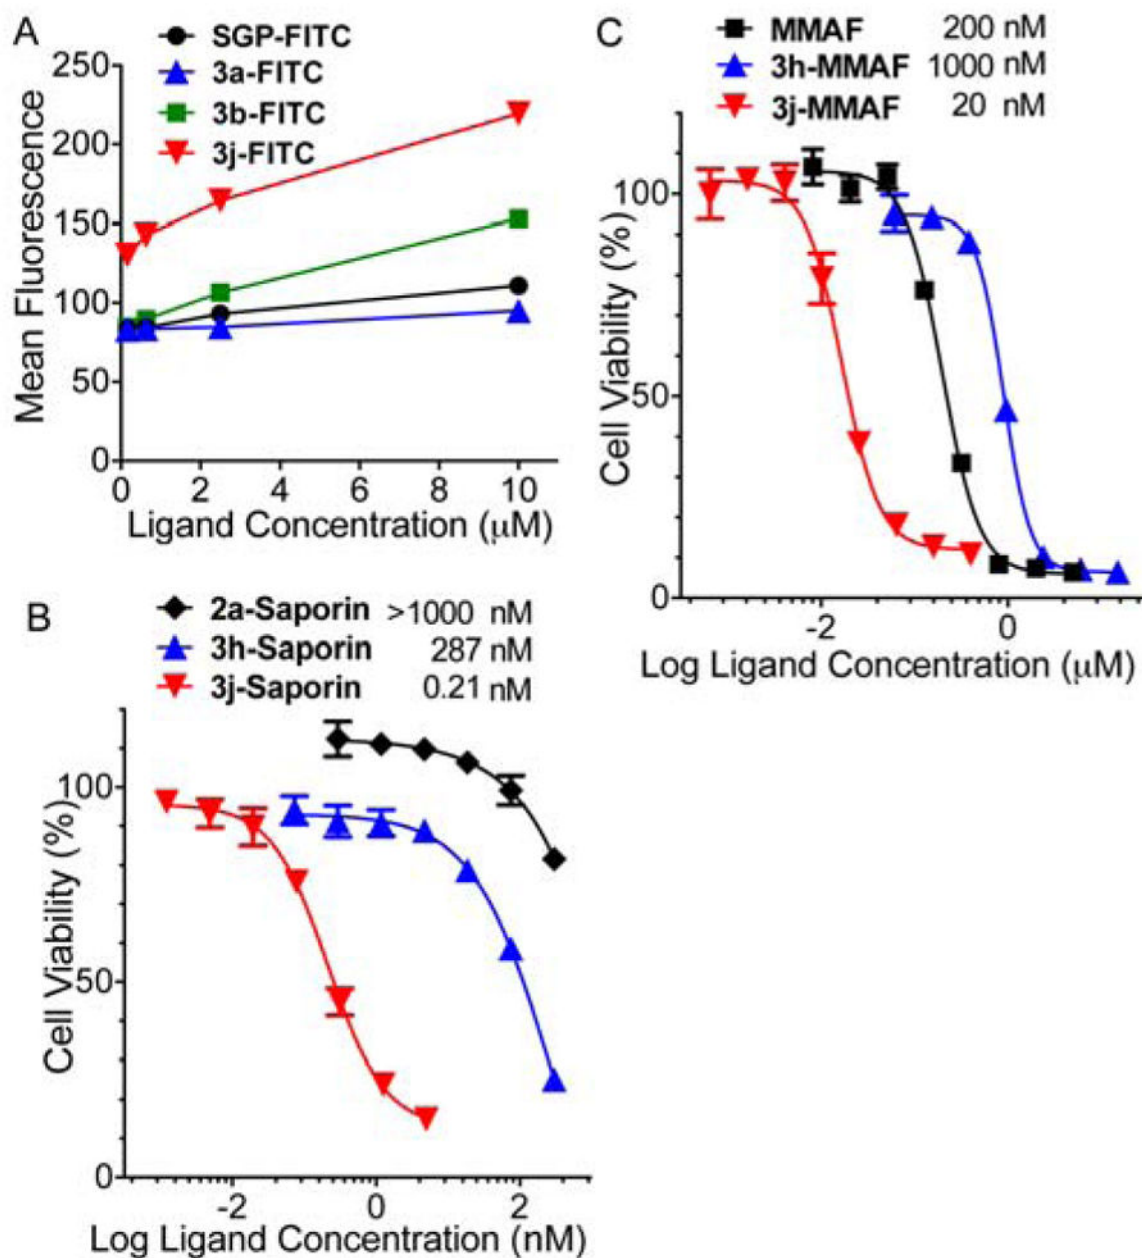 A
SGP-FITC
3a-FITC
3b-FITC
3j-FITC
250
200
150
100
50
0
0 2 4 6 8 10
Mean Fluorescence
Ligand Concentration (μM)
B
2a-Saporin >1000 nM
3h-Saporin 287 nM
3j-Saporin 0.21 nM
100
50
0
-2 0 2
Cell Viability (%)
Log Ligand Concentration (nM)
C
MMAF 200 nM
3h-MMAF 1000 nM
3j-MMAF 20 nM
100
50
0
-2 0
Cell Viability (%)
Log Ligand Concentration (μM)